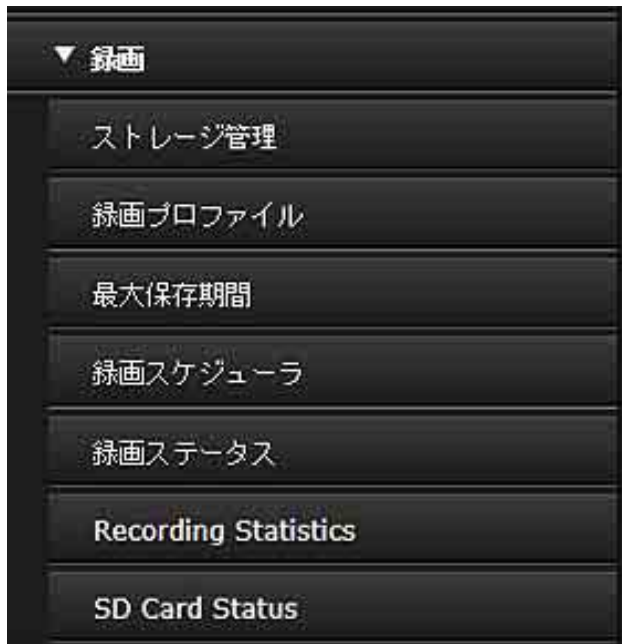 録画
ストレージ管理
録画プロファイル
最大保存期間
録画スケジューラ
録画ステータス
Recording Statistics
SD Card Status